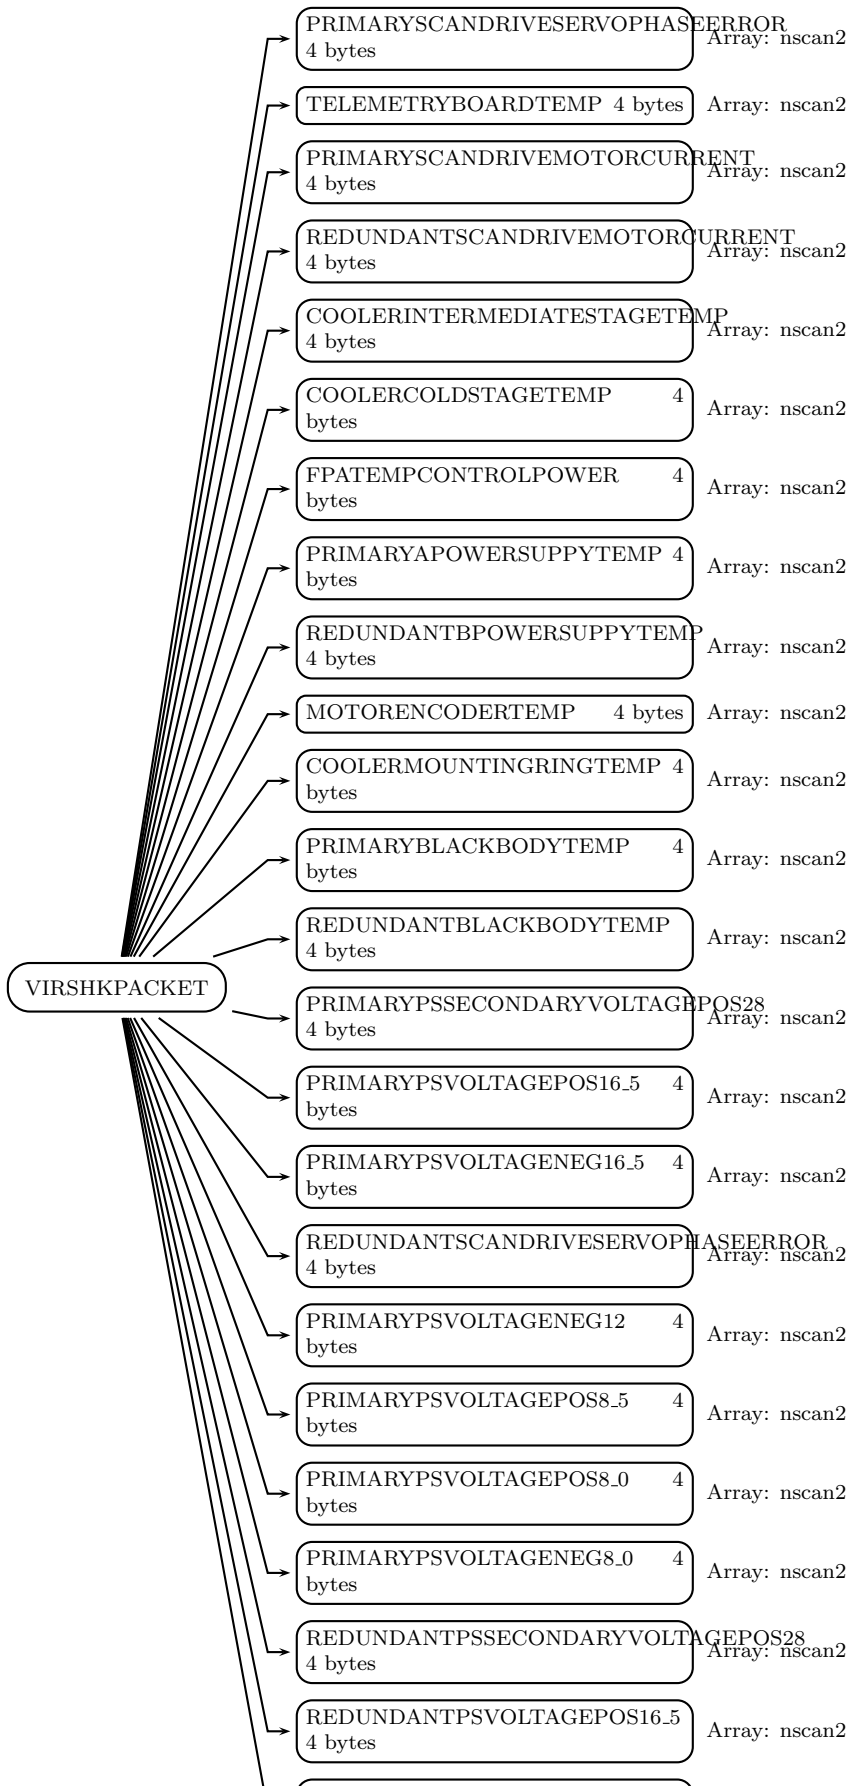 PRIMARYSCANDRIVESERVOPHASEERROR
4 bytes
Array: nscan2
TELEMETRYBOARDTEMP 4 bytes
Array: nscan2
PRIMARYSCANDRIVEMOTORCURRENT
4 bytes
Array: nscan2
REDUNDANTSCANDRIVEMOTORCURRENT
4 bytes
Array: nscan2
COOLERINTERMEDIATESTAGETEMP
4 bytes
Array: nscan2
COOLERCOLDSTAGETEMP 4
bytes
Array: nscan2
FPATEMPCONTROLPOWER 4
bytes
Array: nscan2
PRIMARYAPOWERSUPPYTEMP 4
bytes
Array: nscan2
REDUNDANTBPOWERSUPPYTEMP
4 bytes
Array: nscan2
MOTORENCODERTEMP 4 bytes
Array: nscan2
COOLERMOUNTINGRINGTEMP 4
bytes
Array: nscan2
PRIMARYBLACKBODYTEMP 4
bytes
Array: nscan2
REDUNDANTBLACKBODYTEMP
4 bytes
Array: nscan2
VIRSHKPACKET
PRIMARYPSSECONDARYVOLTAGEPOS28
4 bytes
Array: nscan2
PRIMARYPSVOLTAGEPOS16_5 4
bytes
Array: nscan2
PRIMARYPSVOLTAGENEG16_5 4
bytes
Array: nscan2
REDUNDANTSCANDRIVESERVOPHASEERROR
4 bytes
Array: nscan2
PRIMARYPSVOLTAGENEG12 4
bytes
Array: nscan2
PRIMARYPSVOLTAGEPOS8_5 4
bytes
Array: nscan2
PRIMARYPSVOLTAGEPOS8_0 4
bytes
Array: nscan2
PRIMARYPSVOLTAGENEG8_0 4
bytes
Array: nscan2
REDUNDANTPSSECONDARYVOLTAGEPOS28
4 bytes
Array: nscan2
REDUNDANTPSVOLTAGEPOS16_5
4 bytes
Array: nscan2